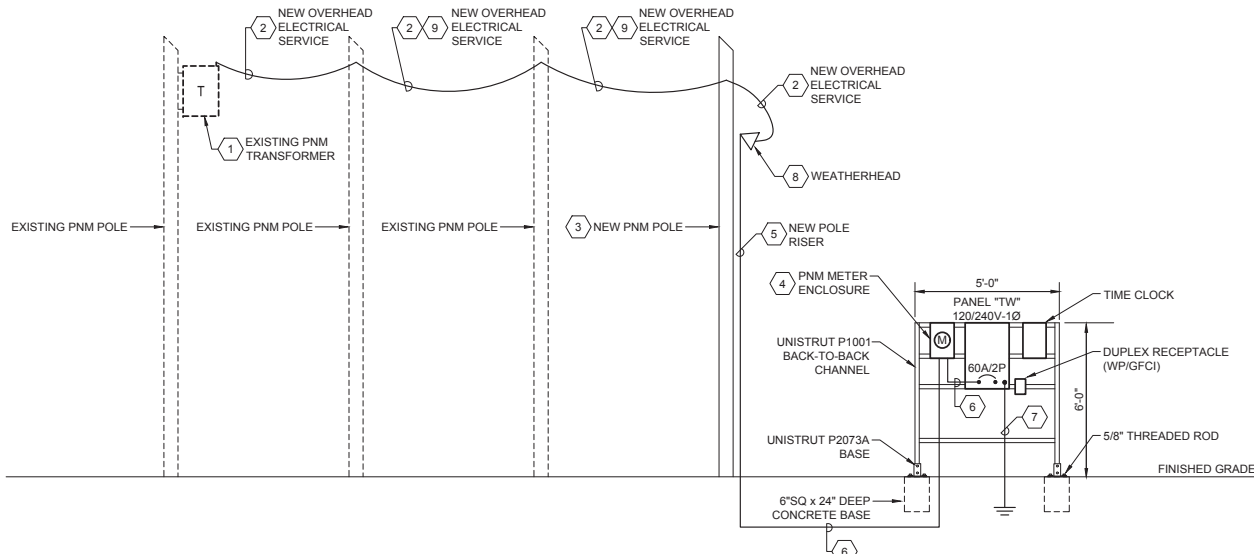 2
NEW OVERHEAD
ELECTRICAL
SERVICE
2
9
NEW OVERHEAD
ELECTRICAL
SERVICE
2
9
NEW OVERHEAD
ELECTRICAL
SERVICE
2
NEW OVERHEAD
ELECTRICAL
SERVICE
T
1
EXISTING PNM
TRANSFORMER
8
WEATHERHEAD
EXISTING PNM POLE
EXISTING PNM POLE
EXISTING PNM POLE
3
NEW PNM POLE
5
NEW POLE
RISER
4
PNM METER
ENCLOSURE
5'-0"
PANEL "TW"
120/240V-1Ø
TIME CLOCK
M
UNISTRUT P1001
BACK-TO-BACK
CHANNEL
60A/2P
DUPLEX RECEPTACLE
(WP/GFCI)
6
7
6'-0"
UNISTRUT P2073A
BASE
5/8" THREADED ROD
FINISHED GRADE
6"SQ x 24" DEEP
CONCRETE BASE
6